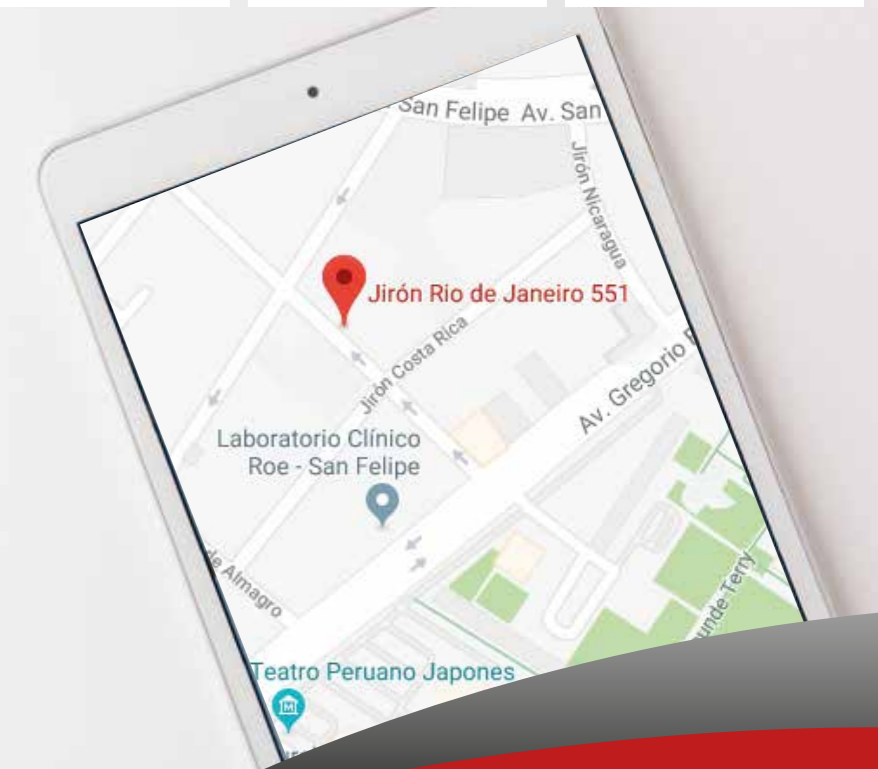 San Felipe Av. San
Jirón Nicaragua
Jirón Rio de Janeiro 551
Jirón Costa Rica
Av. Gregorio
Laboratorio Clínico
Roe - San Felipe
de Almagro
Terry
Teatro Peruano Japones